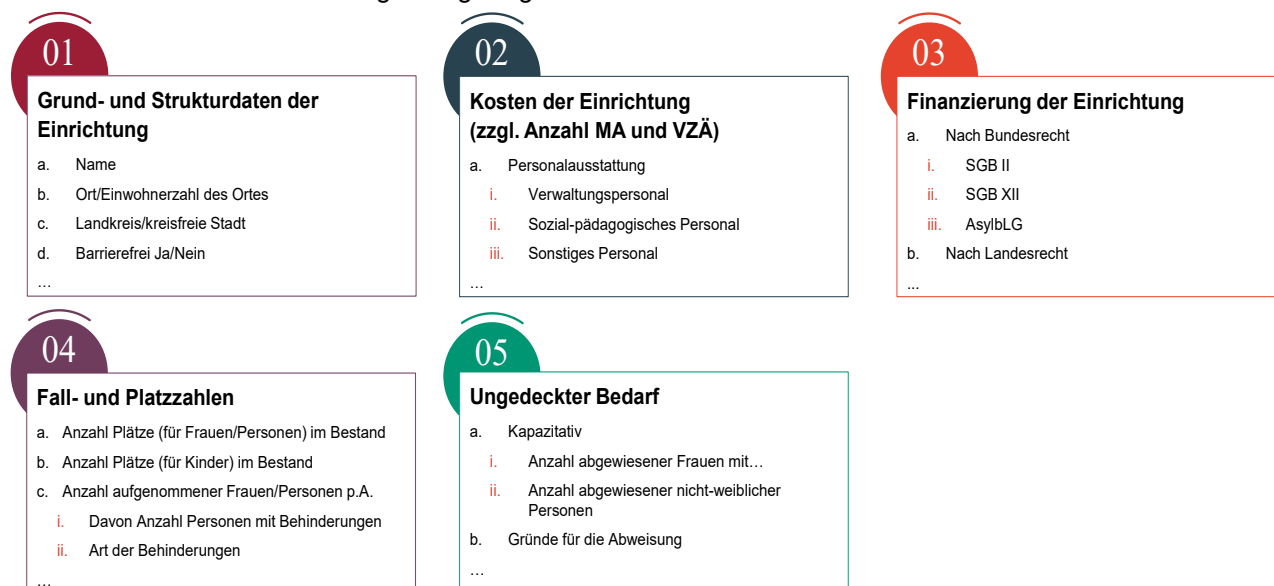 01
Grund- und Strukturdaten der
Einrichtung
a. Name
b. Ort/Einwohnerzahl des Ortes
c. Landkreis/kreisfreie Stadt
d. Barrierefrei Ja/Nein
…
02
Kosten der Einrichtung
(zzgl. Anzahl MA und VZÄ)
a. Personalausstattung
i. Verwaltungspersonal
ii. Sozial-pädagogisches Personal
iii. Sonstiges Personal
…
03
Finanzierung der Einrichtung
a. Nach Bundesrecht
i. SGB II
ii. SGB XII
iii. AsylbLG
b. Nach Landesrecht
...
04
Fall- und Platzzahlen
a. Anzahl Plätze (für Frauen/Personen) im Bestand
b. Anzahl Plätze (für Kinder) im Bestand
c. Anzahl aufgenommener Frauen/Personen p.A.
i. Davon Anzahl Personen mit Behinderungen
ii. Art der Behinderungen
…
05
Ungedeckter Bedarf
a. Kapazitativ
i. Anzahl abgewiesener Frauen mit…
ii. Anzahl abgewiesener nicht-weiblicher
Personen
b. Gründe für die Abweisung
…